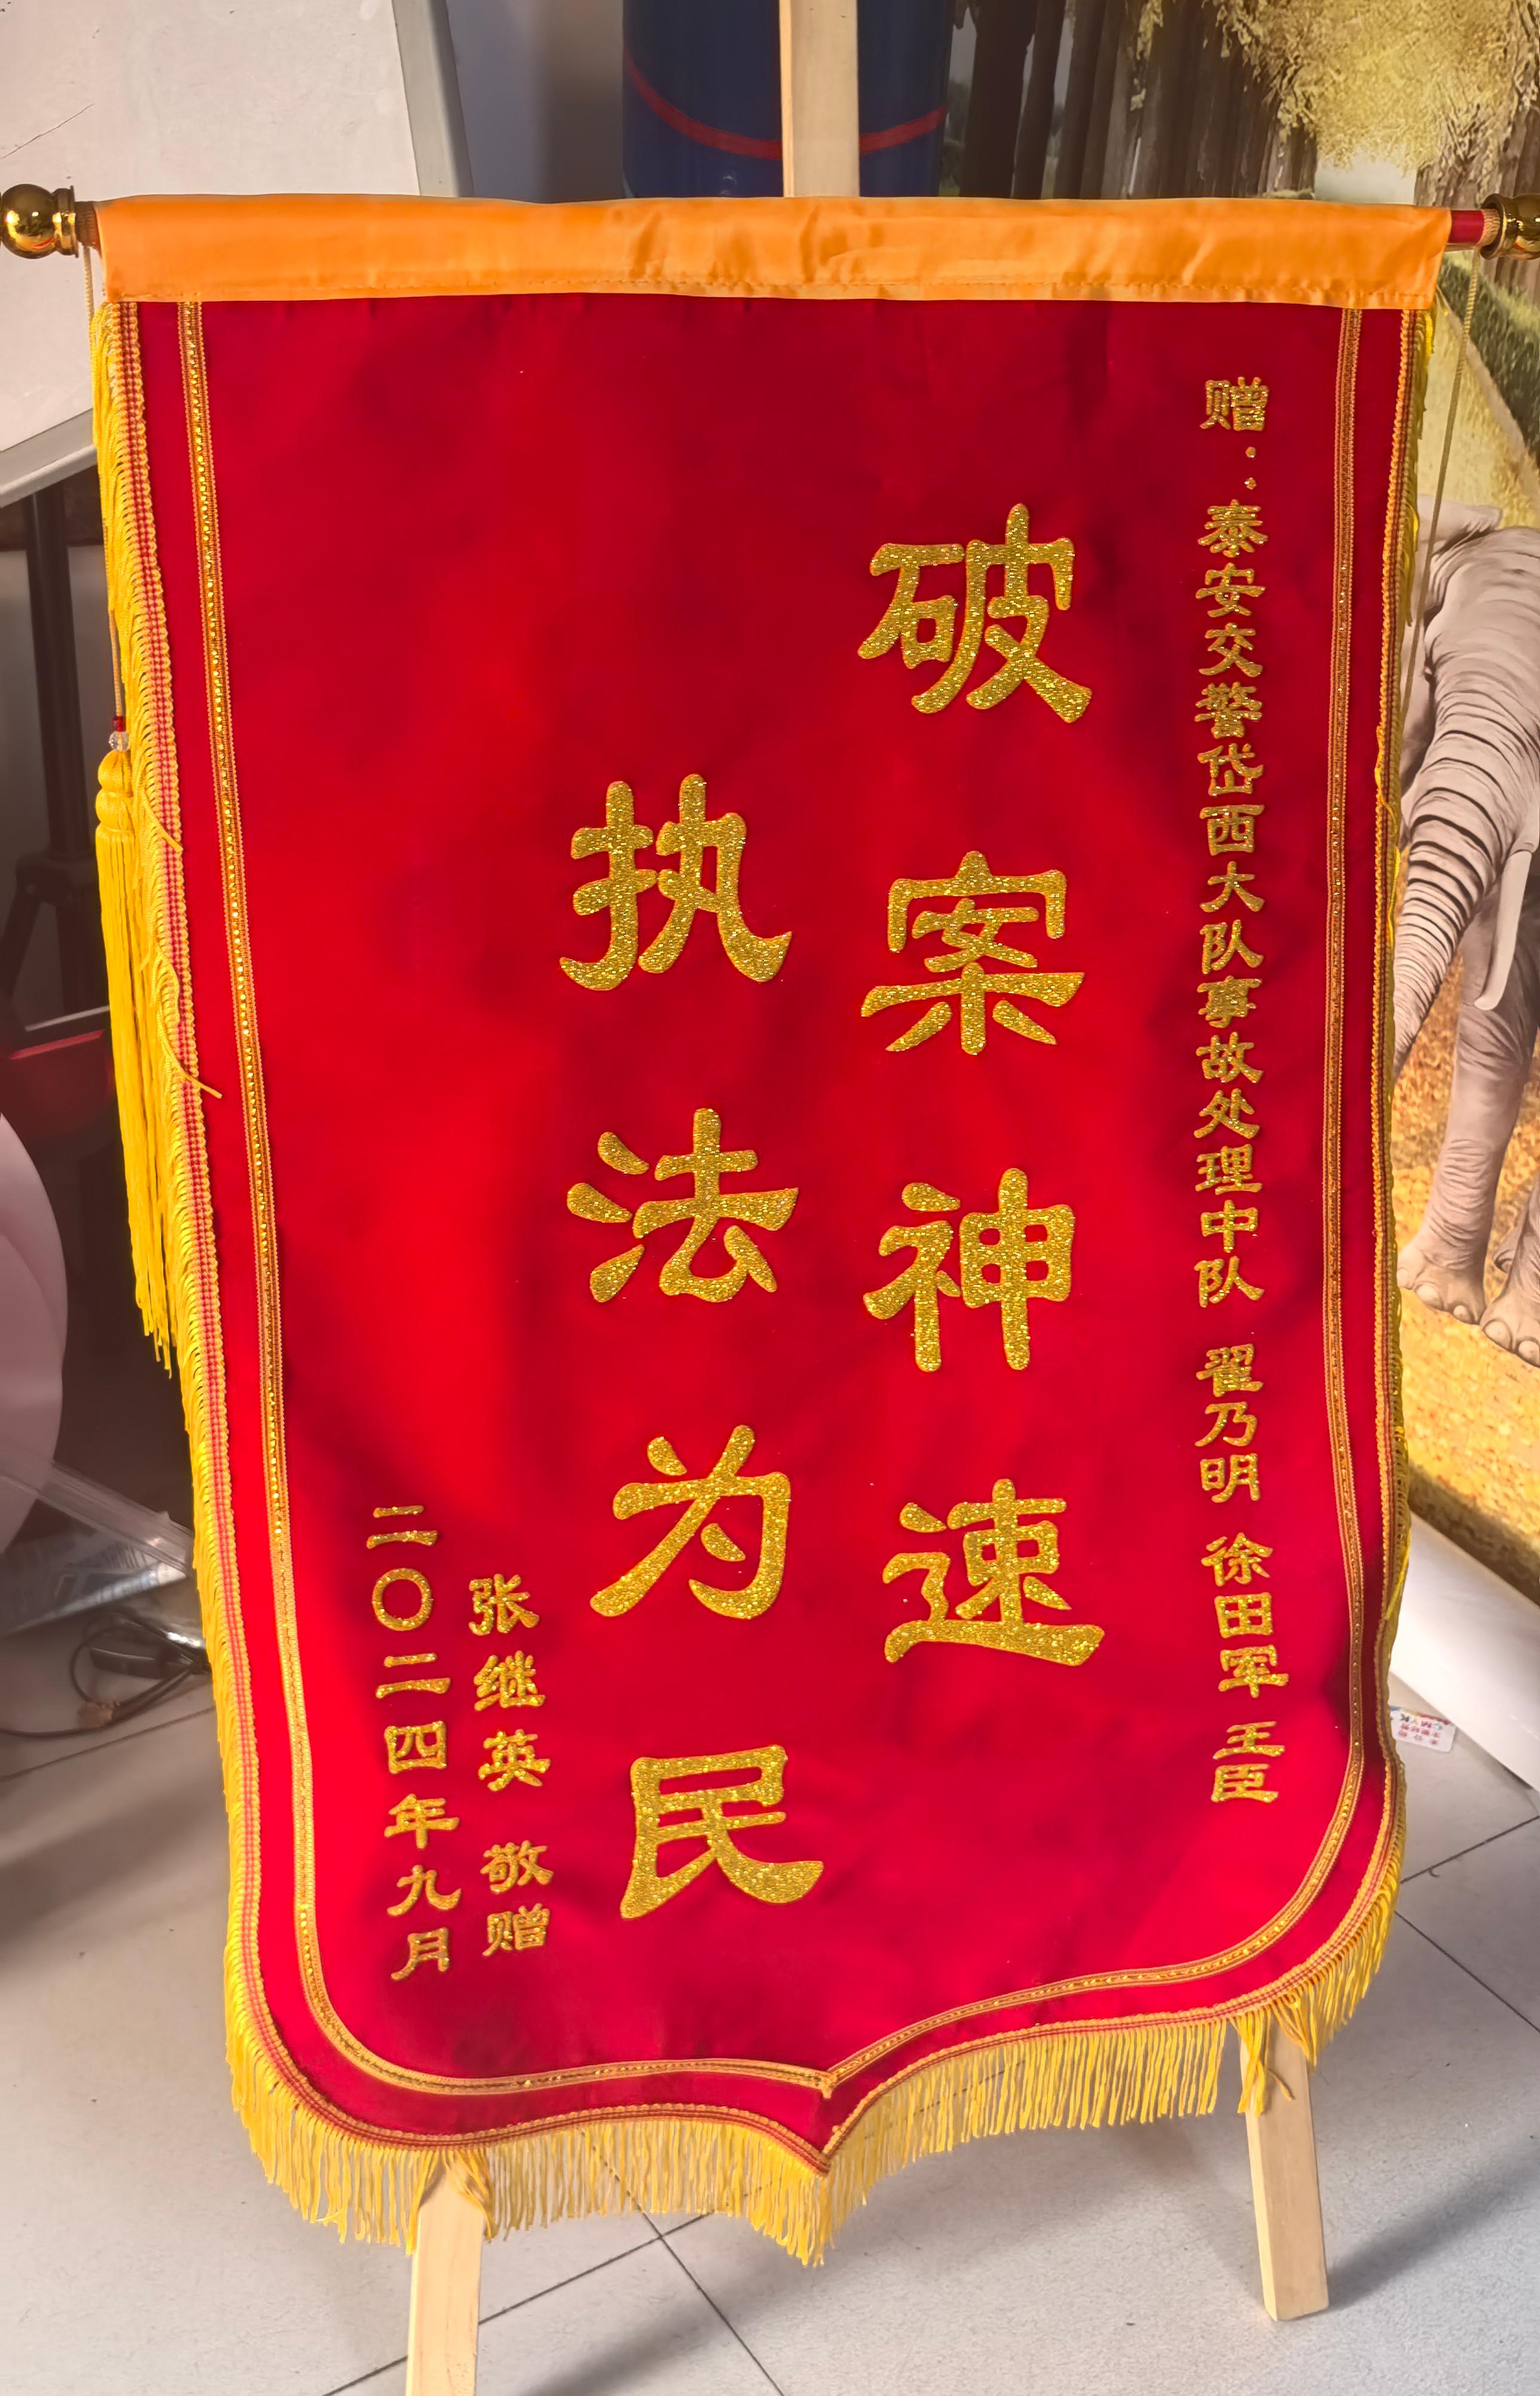 赠：泰安交警岱西大队事故处理中队 翟乃明 徐田军 王臣
破案神速
执法为民
张继英 敬赠
二〇二四年九月